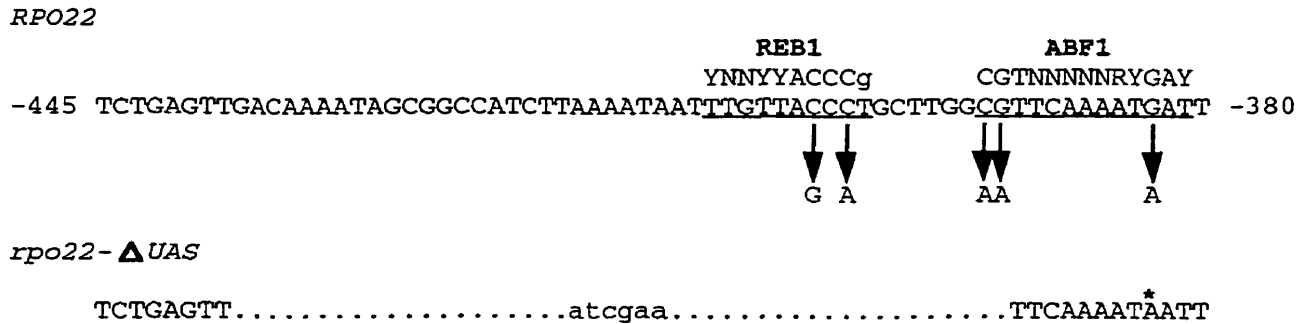 RPO22
REB1 ABF1
YNNYYACCCg CGTNNNNNRYGAY
-445 TCTGAGTTGACAAAATAGCGGCCATCTTAAAATAATTTGTTACCCTGCTTGGCGTTCAAAATGATT -380
G A AA A
rpo22-ΔUAS
*
TCTGAGTT....................atcgaa....................TTCAAAATAATT